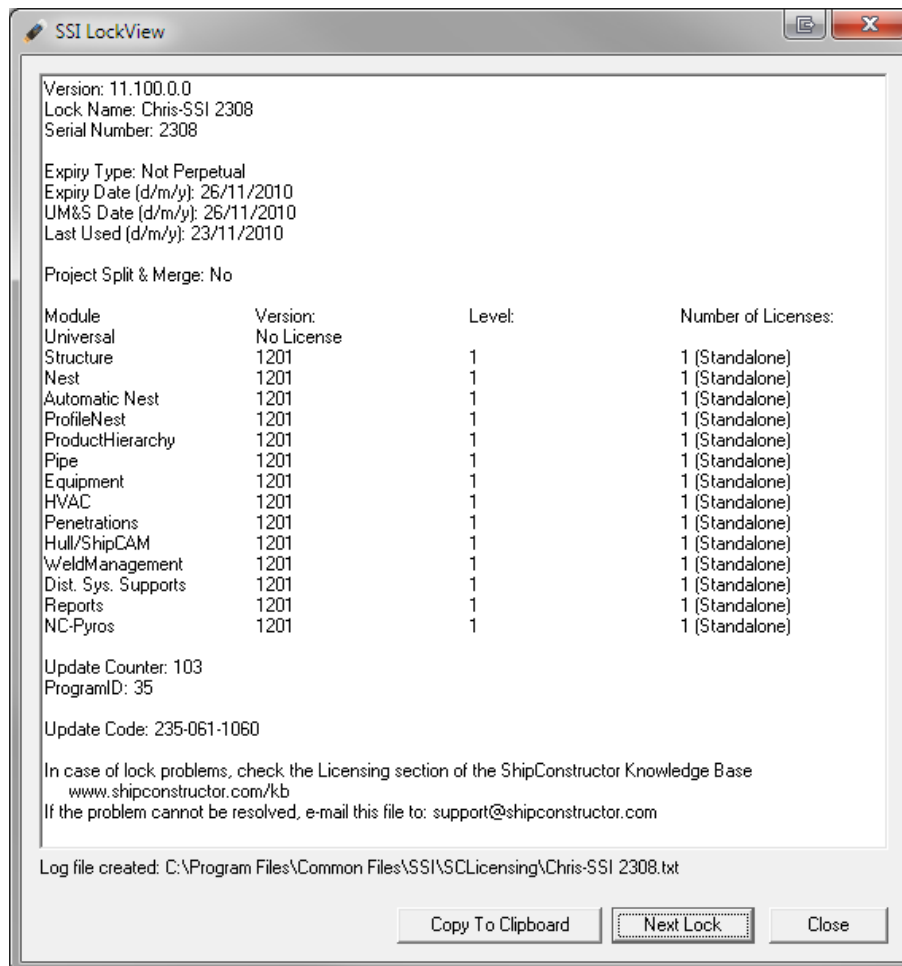 SSI LockView
Version: 11.100.0.0
Lock Name: Chris-SSI 2308
Serial Number: 2308
Expiry Type: Not Perpetual
Expiry Date (d/m/y): 26/11/2010
UM&S Date (d/m/y): 26/11/2010
Last Used (d/m/y): 23/11/2010
Project Split & Merge: No
Module Version: Level: Number of Licenses:
Universal No License
Structure 1201 1 1 (Standalone)
Nest 1201 1 1 (Standalone)
Automatic Nest 1201 1 1 (Standalone)
ProfileNest 1201 1 1 (Standalone)
ProductHierarchy 1201 1 1 (Standalone)
Pipe 1201 1 1 (Standalone)
Equipment 1201 1 1 (Standalone)
HVAC 1201 1 1 (Standalone)
Penetrations 1201 1 1 (Standalone)
Hull/ShipCAM 1201 1 1 (Standalone)
WeldManagement 1201 1 1 (Standalone)
Dist. Sys. Supports 1201 1 1 (Standalone)
Reports 1201 1 1 (Standalone)
NC-Pyros 1201 1 1 (Standalone)
Update Counter: 103
ProgramID: 35
Update Code: 235-061-1060
In case of lock problems, check the Licensing section of the ShipConstructor Knowledge Base
www.shipconstructor.com/kb
If the problem cannot be resolved, e-mail this file to: support@shipconstructor.com
Log file created: C:\Program Files\Common Files\SSI\SCLicensing\Chris-SSI 2308.txt
Copy To Clipboard Next Lock Close